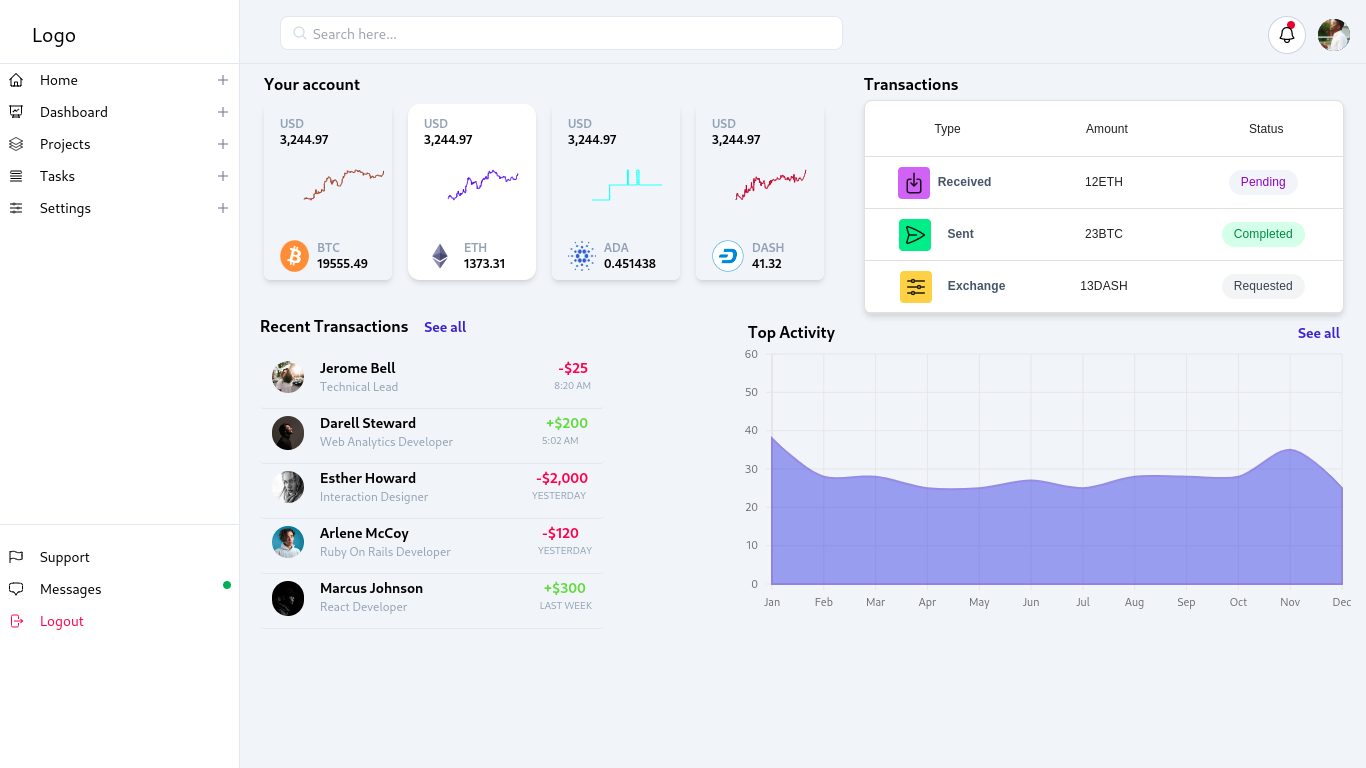 Logo
Home
Dashboard
Projects
Tasks
Settings
Support
Messages
Logout
Search here...
Your account
USD
3,244.97
BTC
19555.49
USD
3,244.97
ETH
1373.31
USD
3,244.97
ADA
0.451438
USD
3,244.97
DASH
41.32
Transactions
Type Amount Status
Received 12ETH Pending
Sent 23BTC Completed
Exchange 13DASH Requested
Recent Transactions See all
Jerome Bell -$25
Technical Lead 8:20 AM
Darell Steward +$200
Web Analytics Developer 5:02 AM
Esther Howard -$2,000
Interaction Designer YESTERDAY
Arlene McCoy -$120
Ruby On Rails Developer YESTERDAY
Marcus Johnson +$300
React Developer LAST WEEK
Top Activity See all
60
50
40
30
20
10
0
Jan Feb Mar Apr May Jun Jul Aug Sep Oct Nov Dec